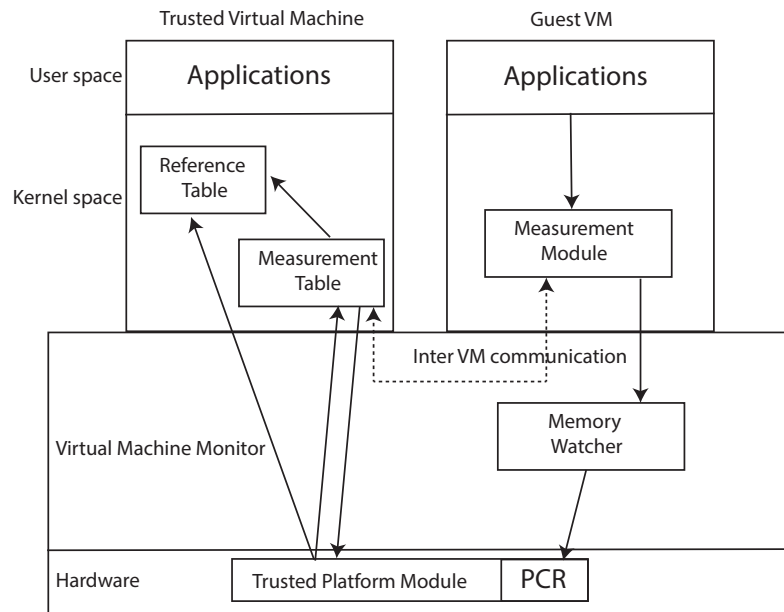 Trusted Virtual Machine
Guest VM
User space
Applications
Applications
Kernel space
Reference
Table
Measurement
Table
Measurement
Module
Inter VM communication
Virtual Machine Monitor
Memory
Watcher
Hardware
Trusted Platform Module
PCR